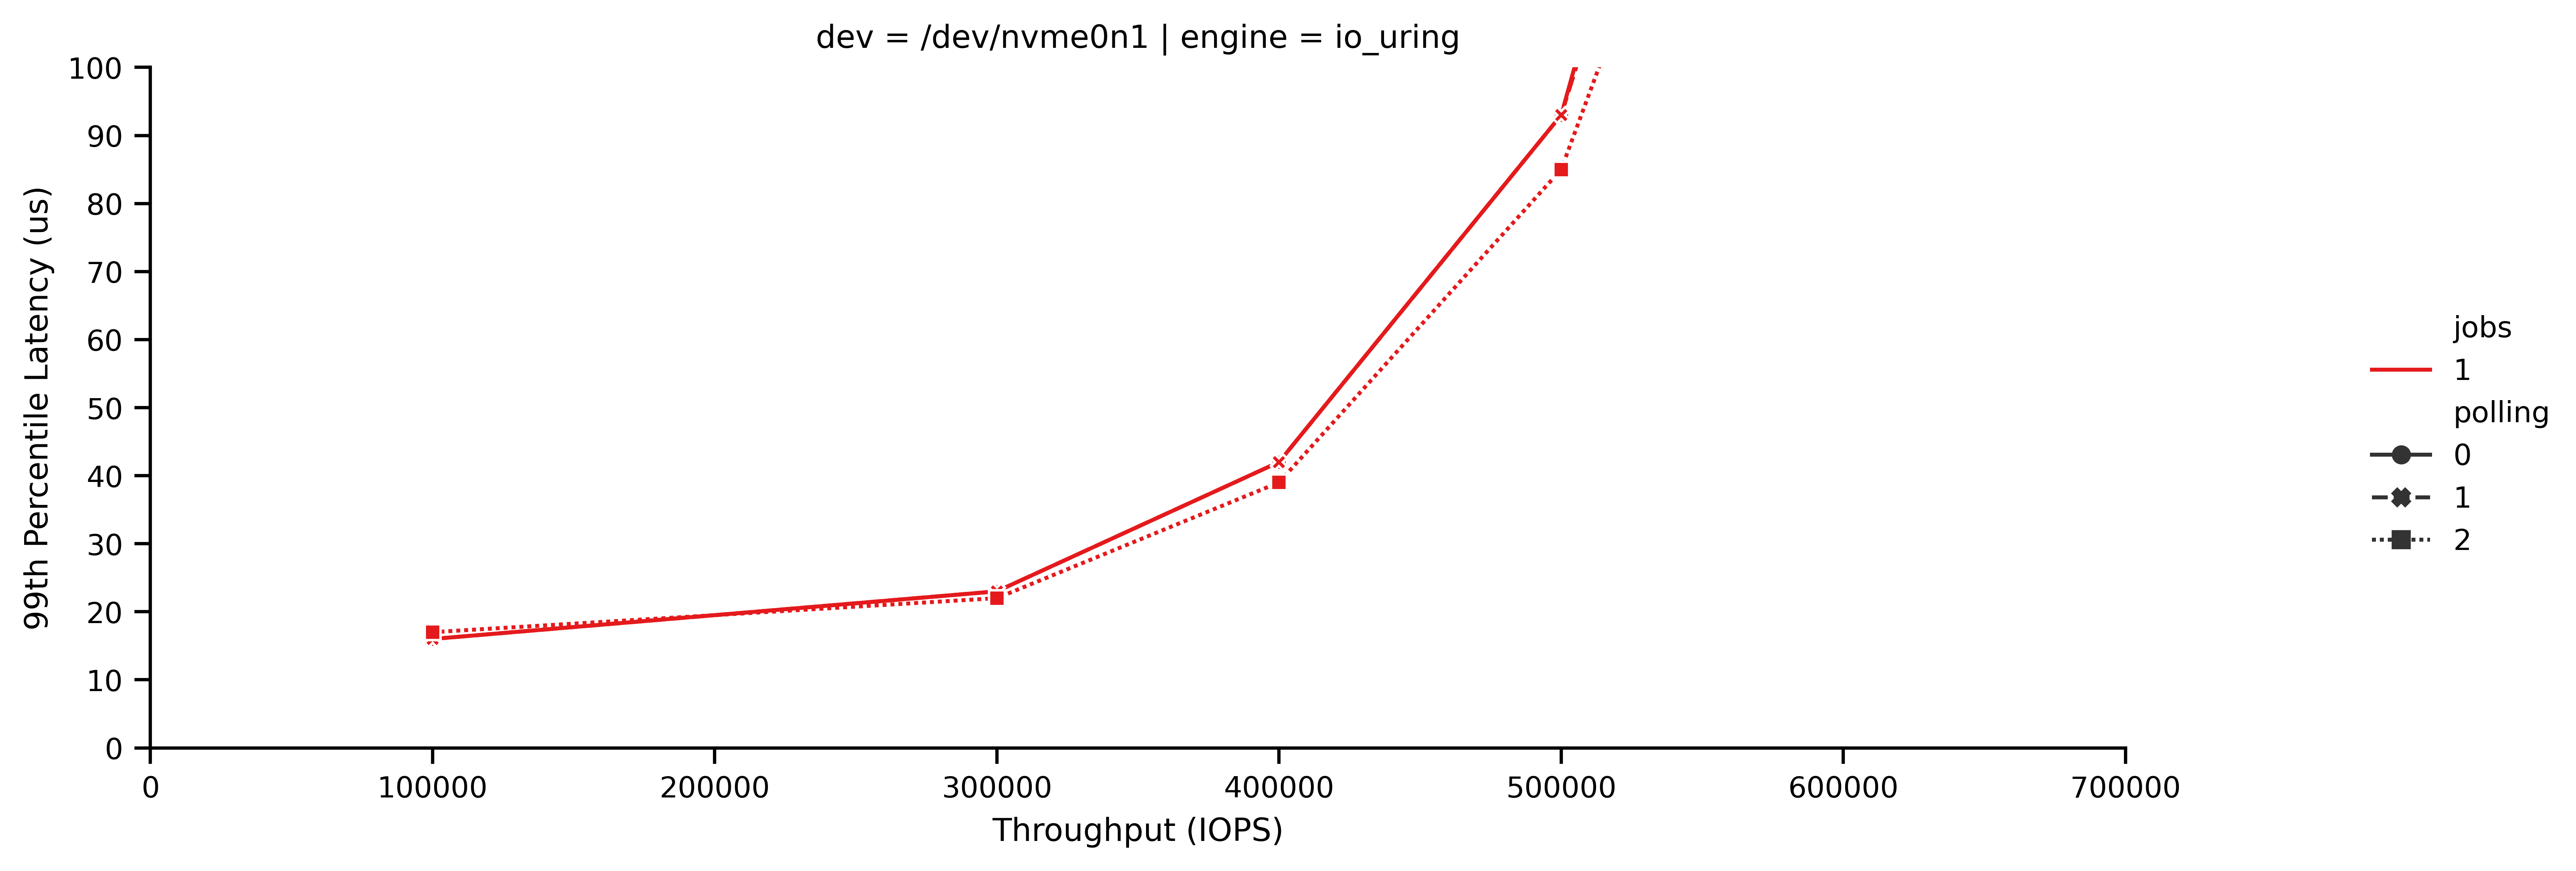 dev = /dev/nvme0n1 | engine = io_uring
99th Percentile Latency (us)
100
90
80
70
60
50
40
30
20
10
0
0 100000 200000 300000 400000 500000 600000 700000
Throughput (IOPS)
jobs
1
polling
0
1
2